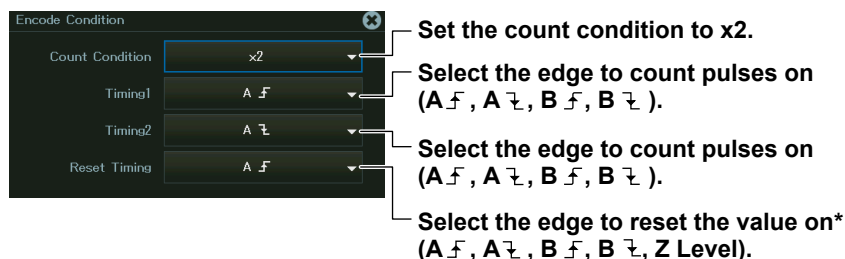 Encode Condition
Count Condition x2
Timing1 A ↑
Timing2 A ↓
Reset Timing A ↑
Set the count condition to x2.
Select the edge to count pulses on
(A ↑, A ↓, B ↑, B ↓ ).
Select the edge to count pulses on
(A ↑, A ↓, B ↑, B ↓ ).
Select the edge to reset the value on*
(A ↑, A ↓, B ↑, B ↓, Z Level).